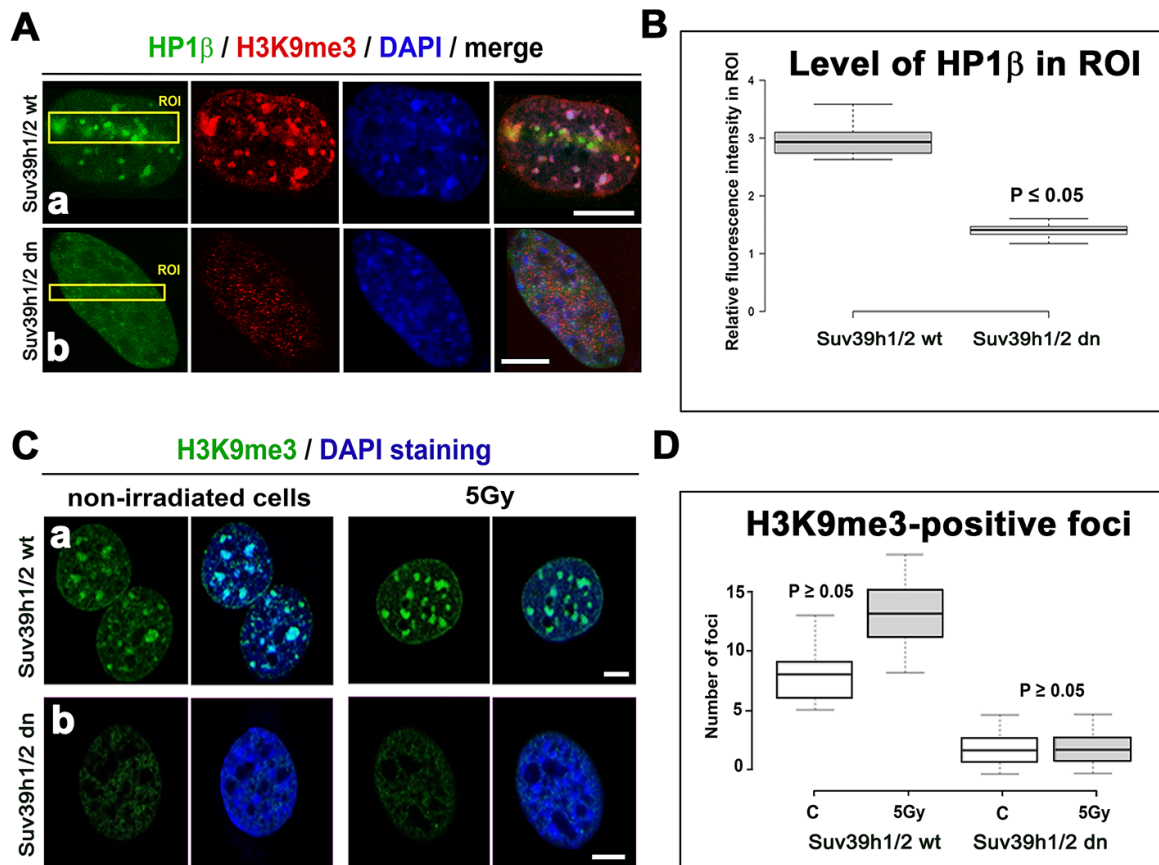 A
HP1β / H3K9me3 / DAPI / merge
Suv39h1/2 wt
ROI
a
Suv39h1/2 dn
ROI
b
B
Level of HP1β in ROI
Relative fluorescence intensity in ROI
4
3
2
1
0
P ≤ 0.05
Suv39h1/2 wt
Suv39h1/2 dn
C
H3K9me3 / DAPI staining
non-irradiated cells
5Gy
Suv39h1/2 wt
a
Suv39h1/2 dn
b
D
H3K9me3-positive foci
Number of foci
15
10
5
0
P ≥ 0.05
P ≥ 0.05
C
5Gy
C
5Gy
Suv39h1/2 wt
Suv39h1/2 dn